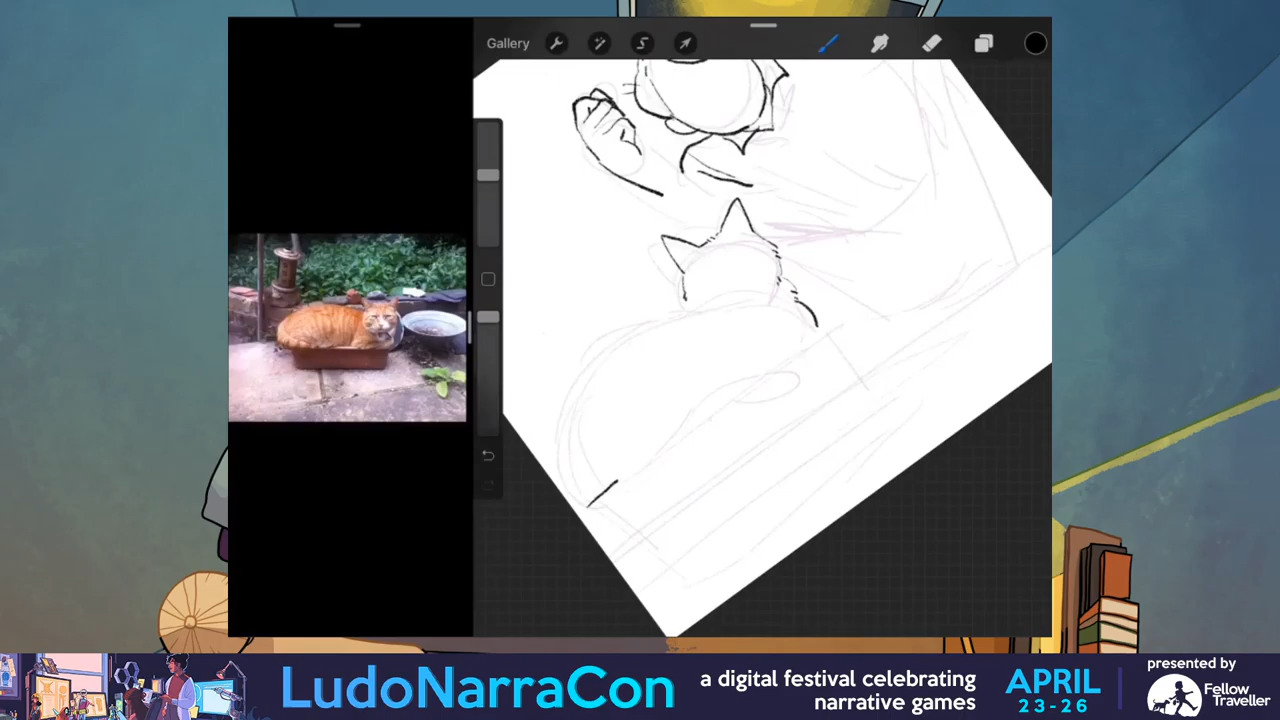 Gallery
LudoNarraCon
a digital festival celebrating
narrative games
APRIL
23-26
presented by
Fellow
Traveller